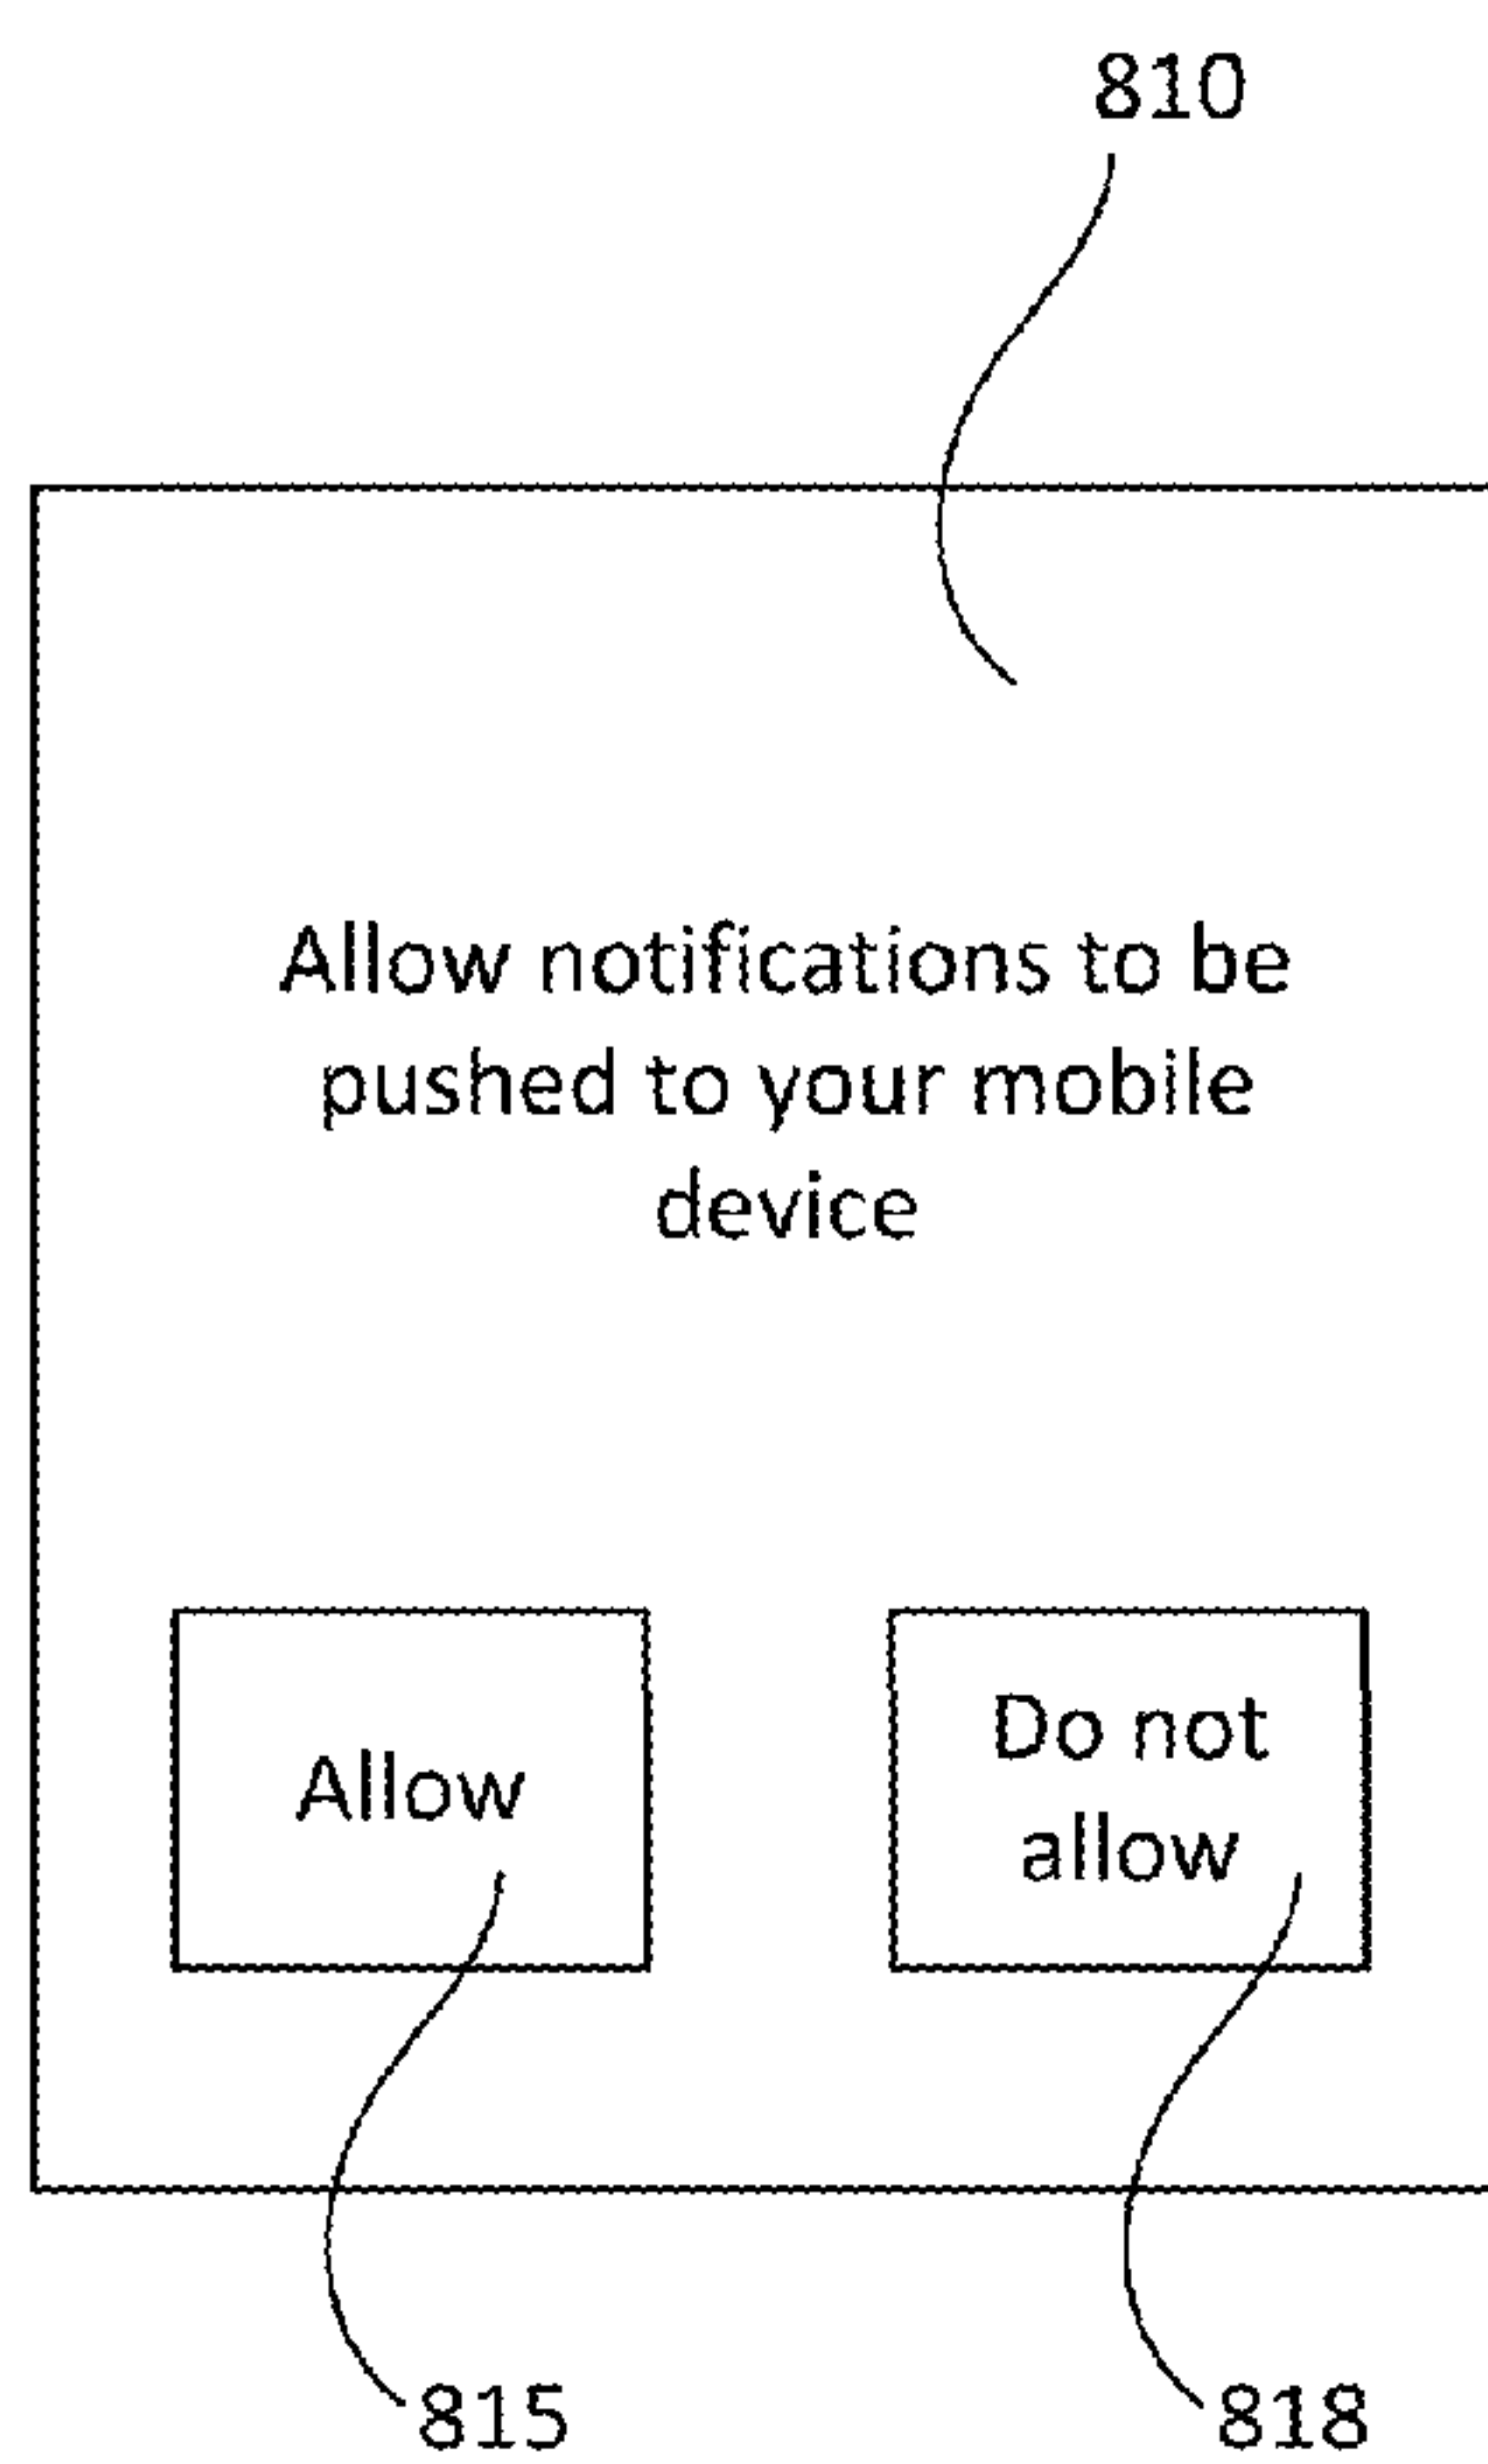 810
Allow notifications to be
pushed to your mobile
device
Allow
Do not
allow
815
818